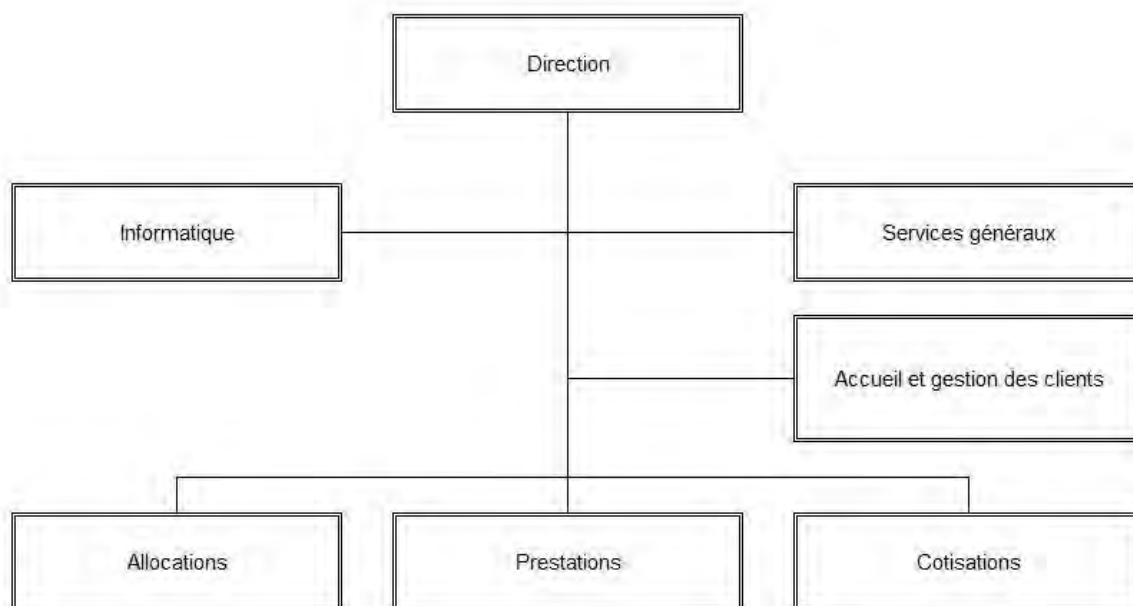 Direction
Informatique
Services généraux
Accueil et gestion des clients
Allocations
Prestations
Cotisations